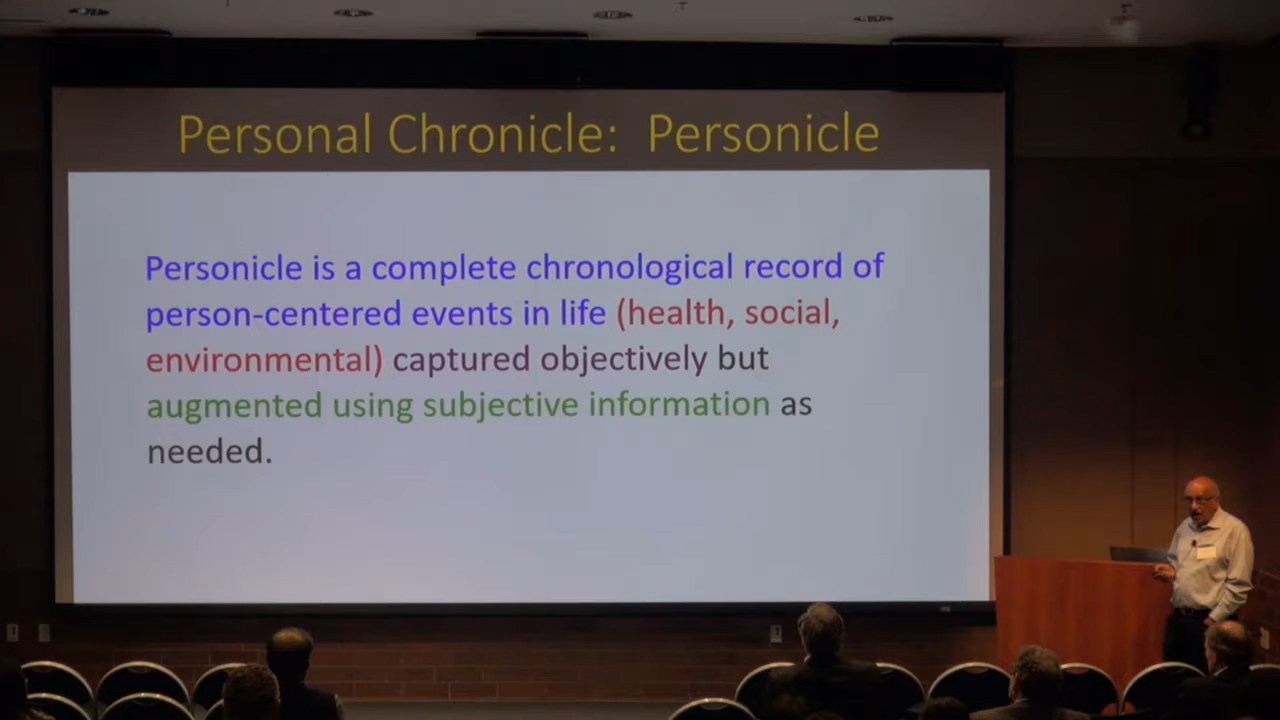 Personal Chronicle: Personicle
Personicle is a complete chronological record of
person-centered events in life (health, social,
environmental) captured objectively but
augmented using subjective information as
needed.